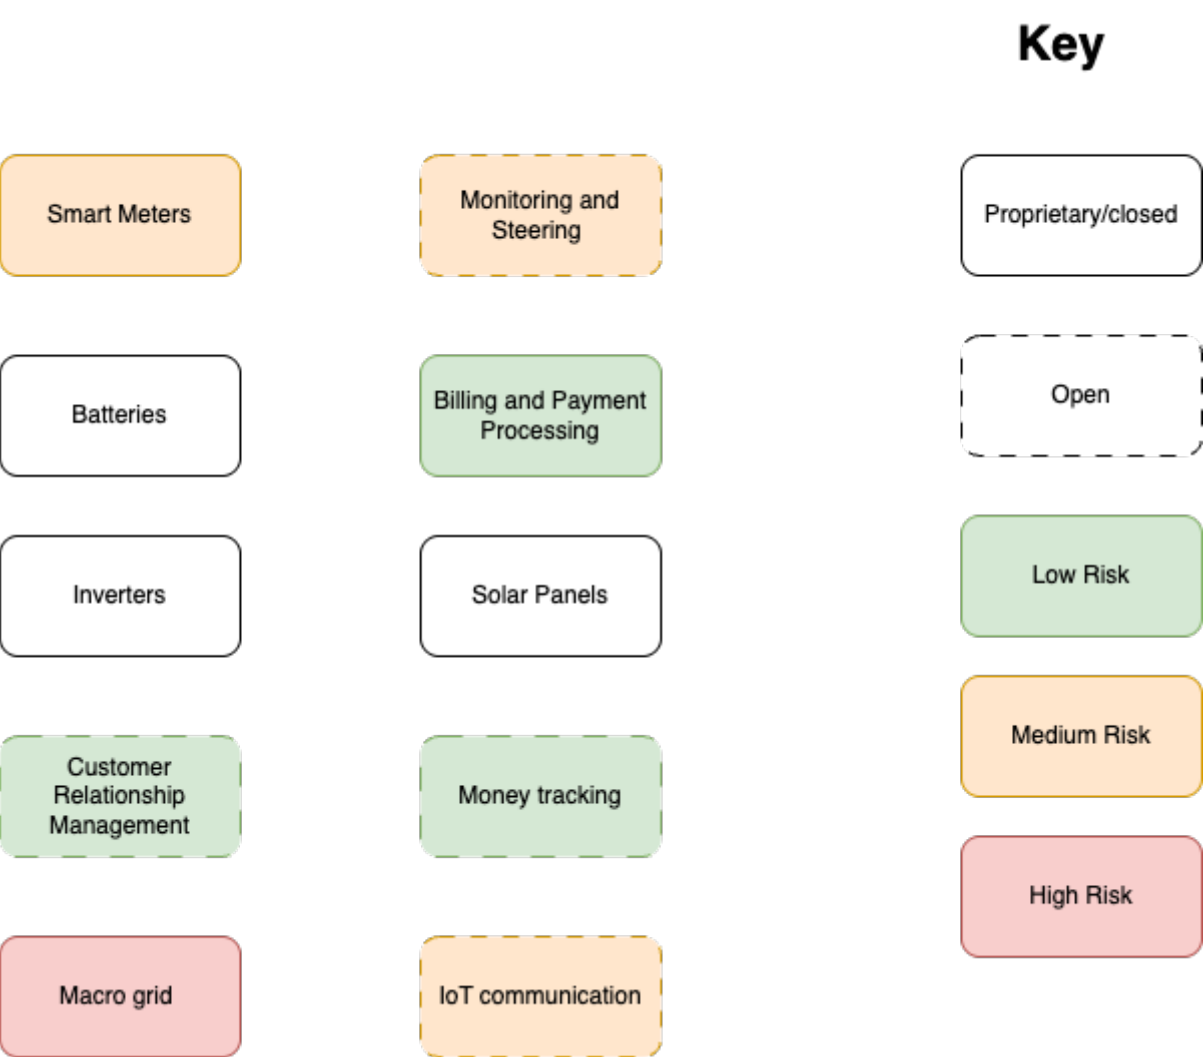 Key
Smart Meters
Monitoring and
Steering
Proprietary/closed
Batteries
Billing and Payment
Processing
Open
Inverters
Solar Panels
Low Risk
Customer
Relationship
Management
Money tracking
Medium Risk
Macro grid
IoT communication
High Risk